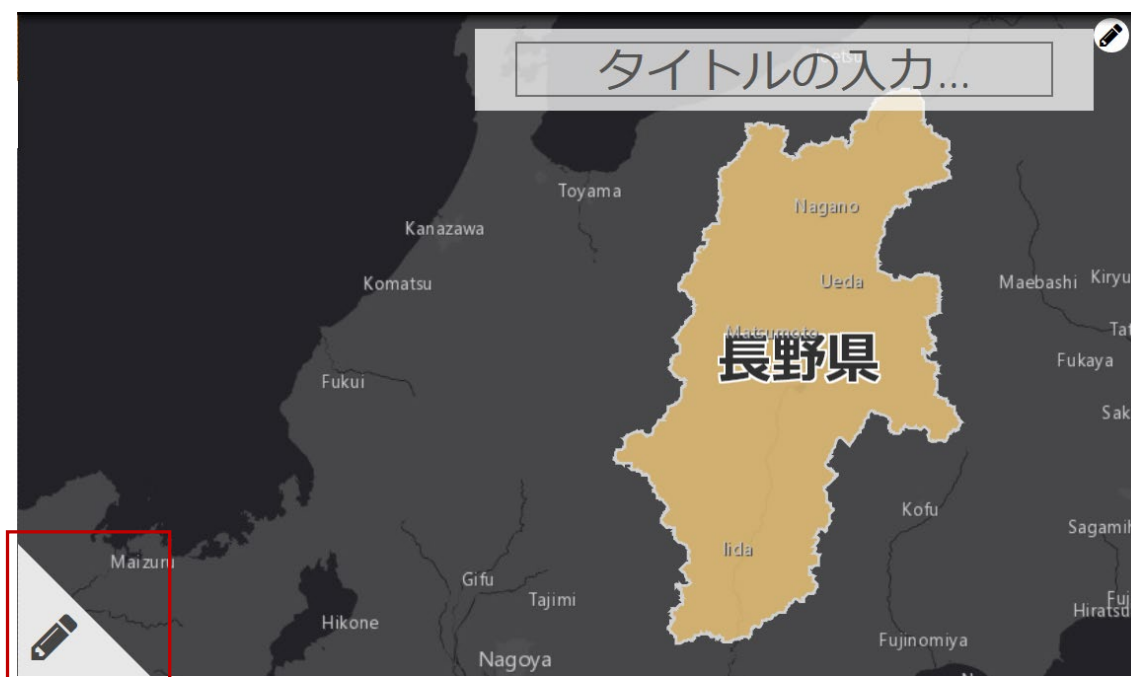 タイトルの入力...
Toyama
Nagano
Kanazawa
Ueda
Komatsu
Maebashi
Kiryu
Matsumoto
長野県
Fukui
Fukaya
Kofu
Iida
Maizuru
Gifu
Tajimi
Hikone
Fujinomiya
Nagoya